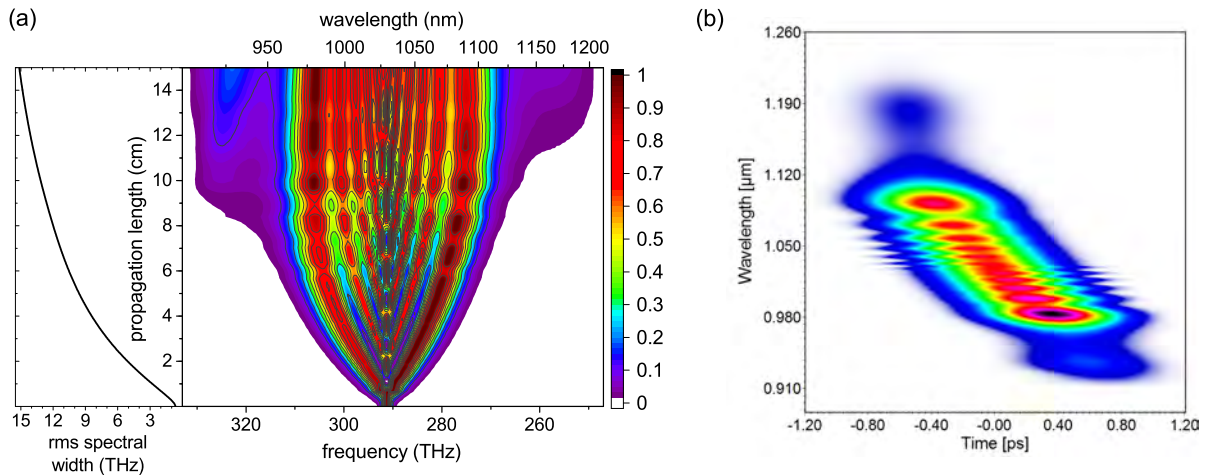 (a)
wavelength (nm)
950 1000 1050 1100 1150 1200
propagation length (cm)
14
12
10
8
6
4
2
15 12 9 6 3
rms spectral
width (THz)
320 300 280 260
frequency (THz)
1
0.9
0.8
0.7
0.6
0.5
0.4
0.3
0.2
0.1
0
(b)
Wavelength [µm]
1.260
1.190
1.120
1.050
0.980
0.910
-1.20 -0.80 -0.40 -0.00 0.40 0.80 1.20
Time [ps]